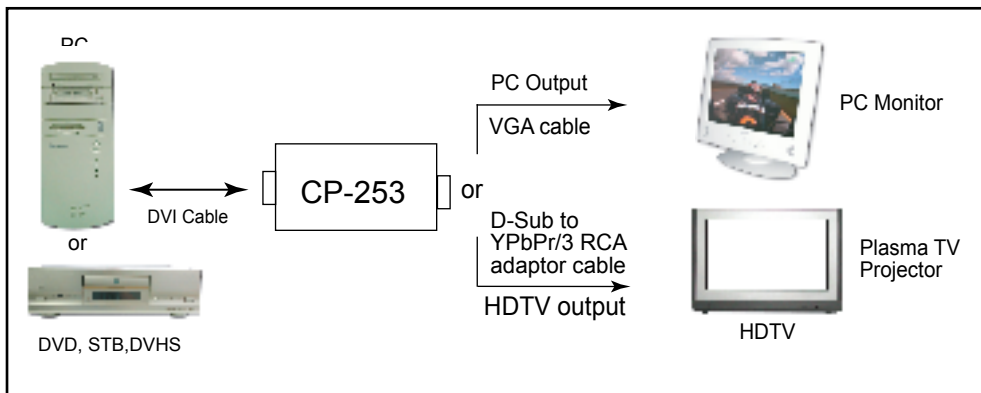 PC
or
DVD, STB,DVHS
DVI Cable
CP-253
or
PC Output
VGA cable
D-Sub to
YPbPr/3 RCA
adaptor cable
HDTV output
PC Monitor
HDTV
Plasma TV
Projector